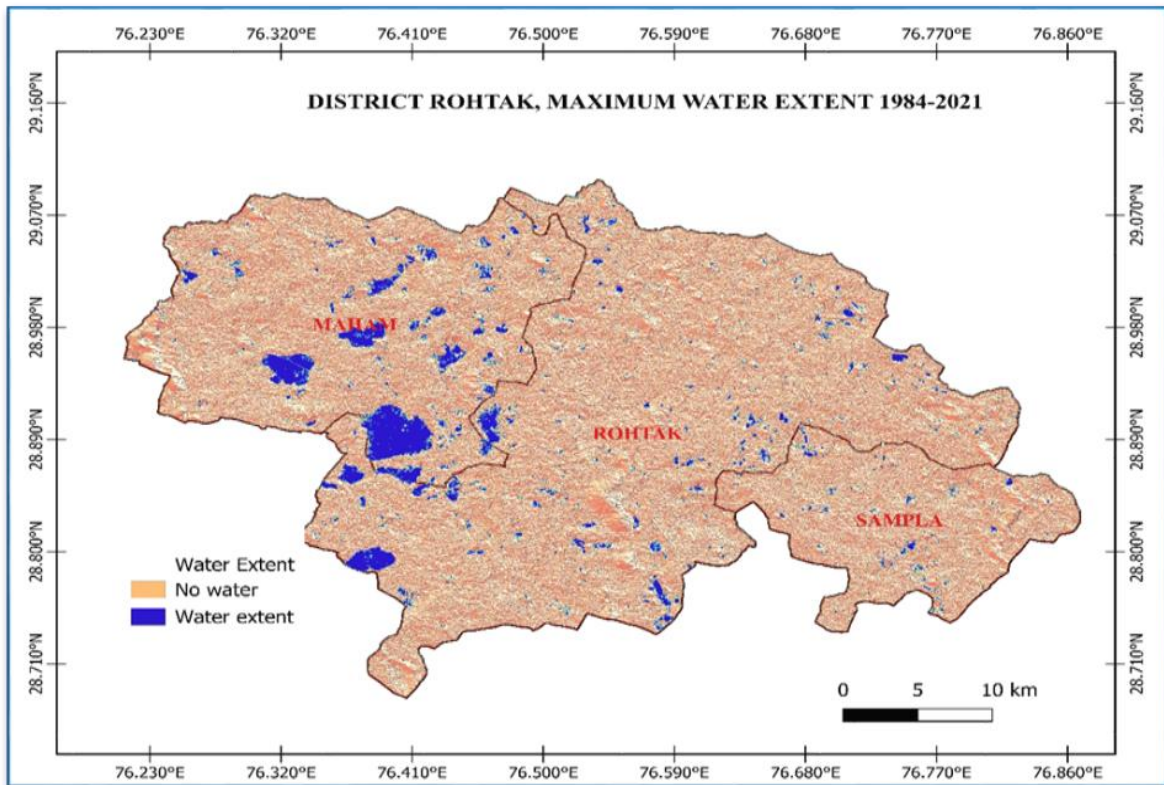 76.230°E 76.320°E 76.410°E 76.500°E 76.590°E 76.680°E 76.770°E 76.860°E
DISTRICT ROHTAK, MAXIMUM WATER EXTENT 1984-2021
29.160°N 29.160°N
29.070°N 29.070°N
28.980°N 28.980°N
MAHAM
28.890°N 28.890°N
ROHTAK
SAMPLA
28.800°N 28.800°N
Water Extent
No water
Water extent
28.710°N 28.710°N
0 5 10 km
76.230°E 76.320°E 76.410°E 76.500°E 76.590°E 76.680°E 76.770°E 76.860°E